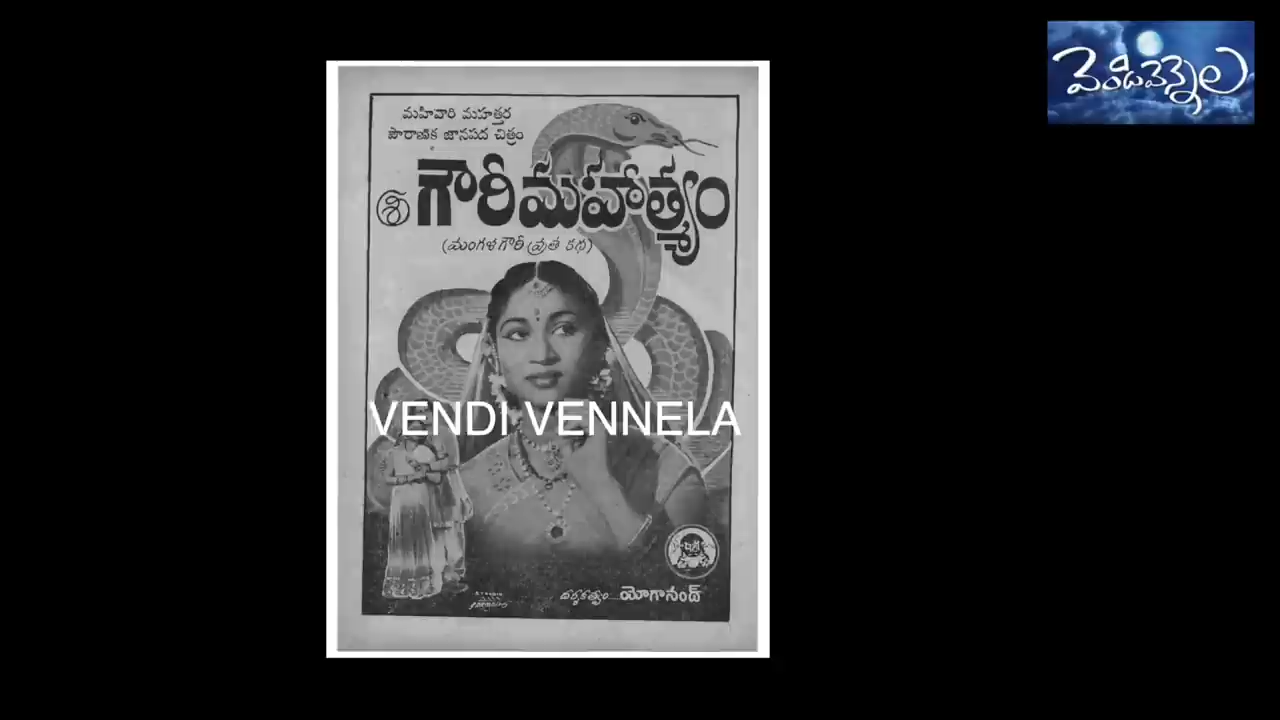 వెండివెన్నెల
మహివారి మహత్తర
పౌరాణిక జానపద చిత్రం
శ్రీ గౌరీమహాత్మ్యం
(మంగళగౌరీ వ్రత కథ)
VENDI VENNELA
దర్శకత్వం....యోగానంద్